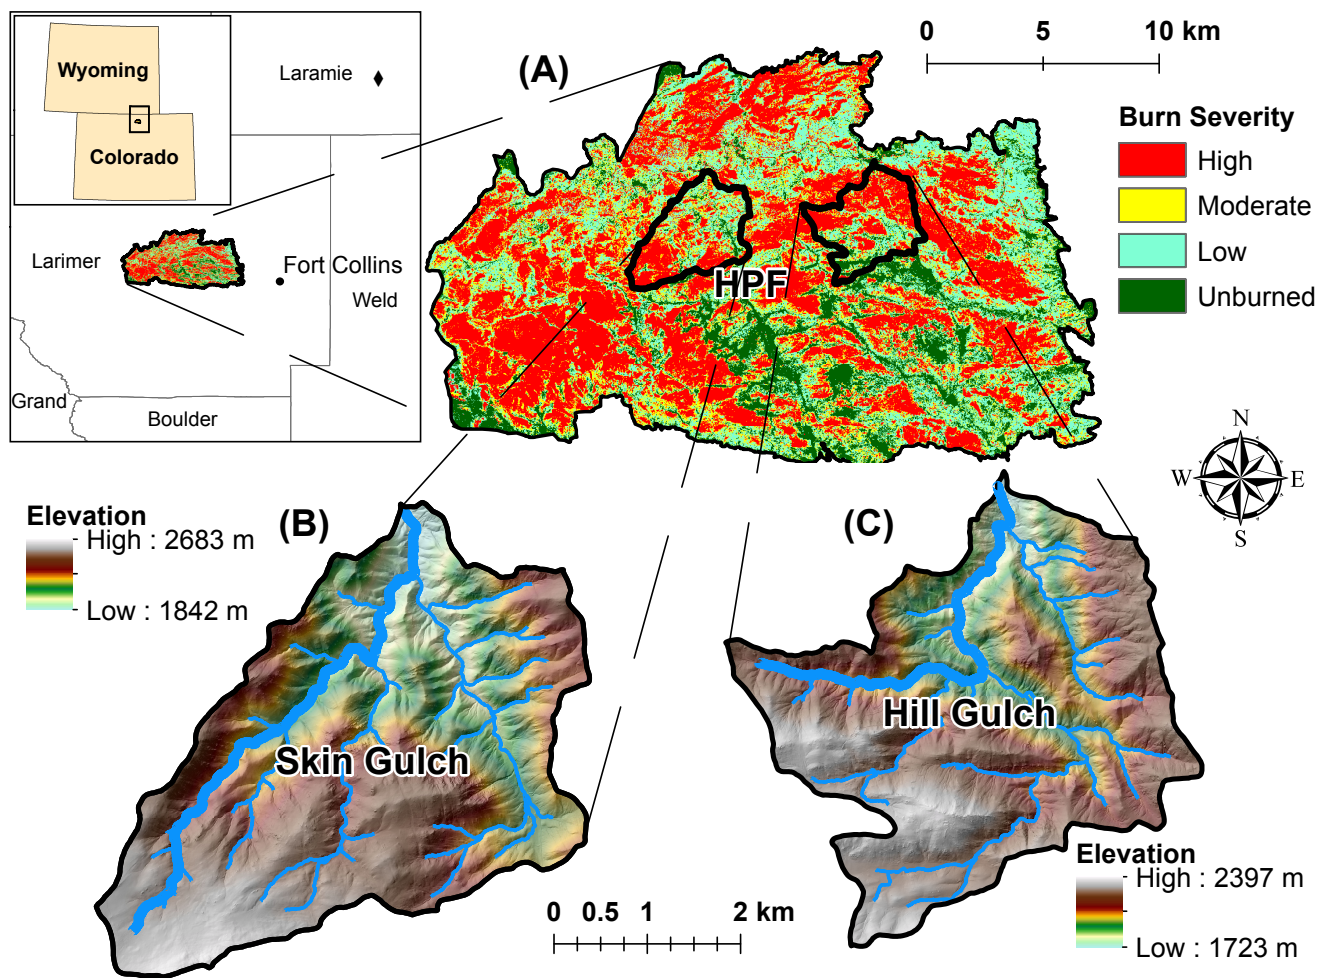 Wyoming
Colorado
Laramie
Larimer
Fort Collins
Weld
Grand
Boulder
(A)
0 5 10 km
HPF
Burn Severity
High
Moderate
Low
Unburned
N
W E
S
Elevation
High : 2683 m
Low : 1842 m
(B)
Skin Gulch
(C)
Hill Gulch
0 0.5 1 2 km
Elevation
High : 2397 m
Low : 1723 m